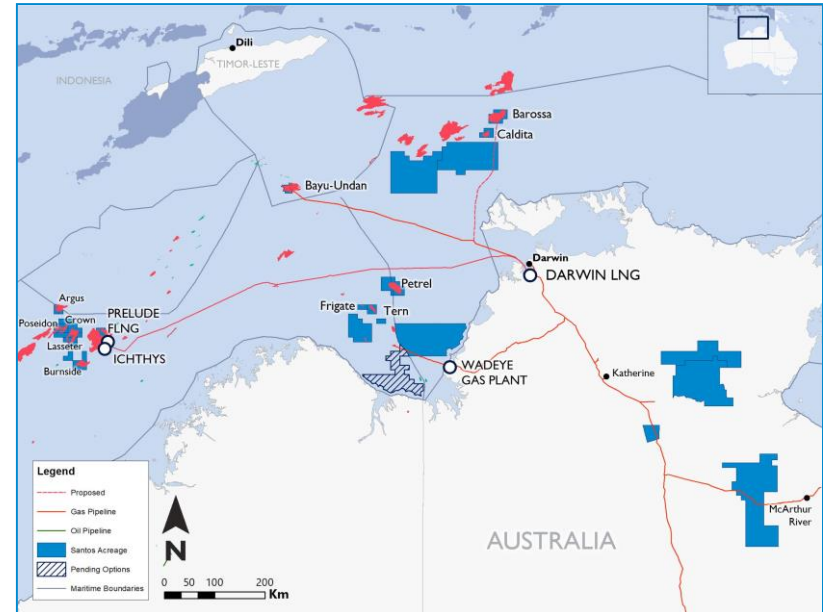 Dili
TIMOR-LESTE
INDONESIA
Barossa
Caldita
Bayu-Undan
Darwin
DARWIN LNG
Petrel
Frigate
Tern
Argus
PRELUDE
FLNG
Poseidon
Crown
Lasseter
ICHTHYS
Burnside
WADEYE
GAS PLANT
Katherine
McArthur
River
AUSTRALIA
Legend
Proposed
Gas Pipeline
Oil Pipeline
Santos Acreage
Pending Options
Maritime Boundaries
N
0 50 100 200
Km